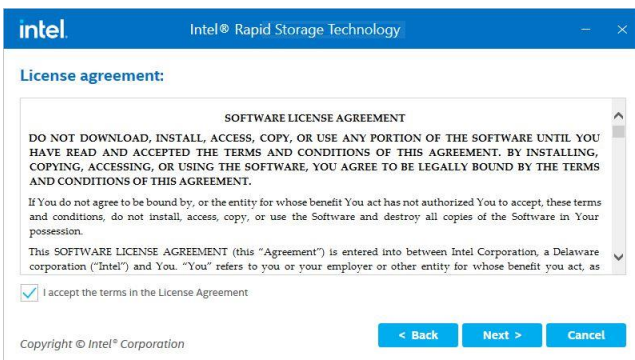 intel.
Intel® Rapid Storage Technology
License agreement:
SOFTWARE LICENSE AGREEMENT
DO NOT DOWNLOAD, INSTALL, ACCESS, COPY, OR USE ANY PORTION OF THE SOFTWARE UNTIL YOU
HAVE READ AND ACCEPTED THE TERMS AND CONDITIONS OF THIS AGREEMENT. BY INSTALLING,
COPYING, ACCESSING, OR USING THE SOFTWARE, YOU AGREE TO BE LEGALLY BOUND BY THE TERMS
AND CONDITIONS OF THIS AGREEMENT.
If You do not agree to be bound by, or the entity for whose benefit You act has not authorized You to accept, these terms
and conditions, do not install, access, copy, or use the Software and destroy all copies of the Software in Your
possession.
This SOFTWARE LICENSE AGREEMENT (this “Agreement”) is entered into between Intel Corporation, a Delaware
corporation (“Intel”) and You. “You” refers to you or your employer or other entity for whose benefit you act, as
I accept the terms in the License Agreement
Copyright © Intel® Corporation
< Back
Next >
Cancel